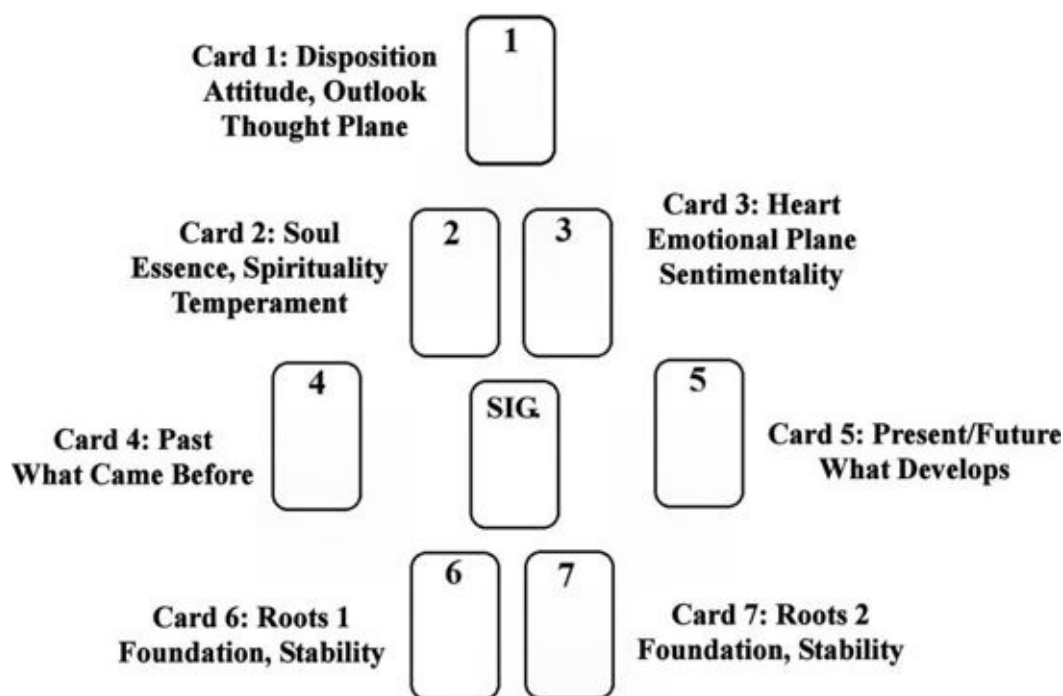 1
Card 1: Disposition
Attitude, Outlook
Thought Plane
2
3
Card 2: Soul
Essence, Spirituality
Temperament
Card 3: Heart
Emotional Plane
Sentimentality
4
SIG.
5
Card 4: Past
What Came Before
Card 5: Present/Future
What Develops
6
7
Card 6: Roots 1
Foundation, Stability
Card 7: Roots 2
Foundation, Stability